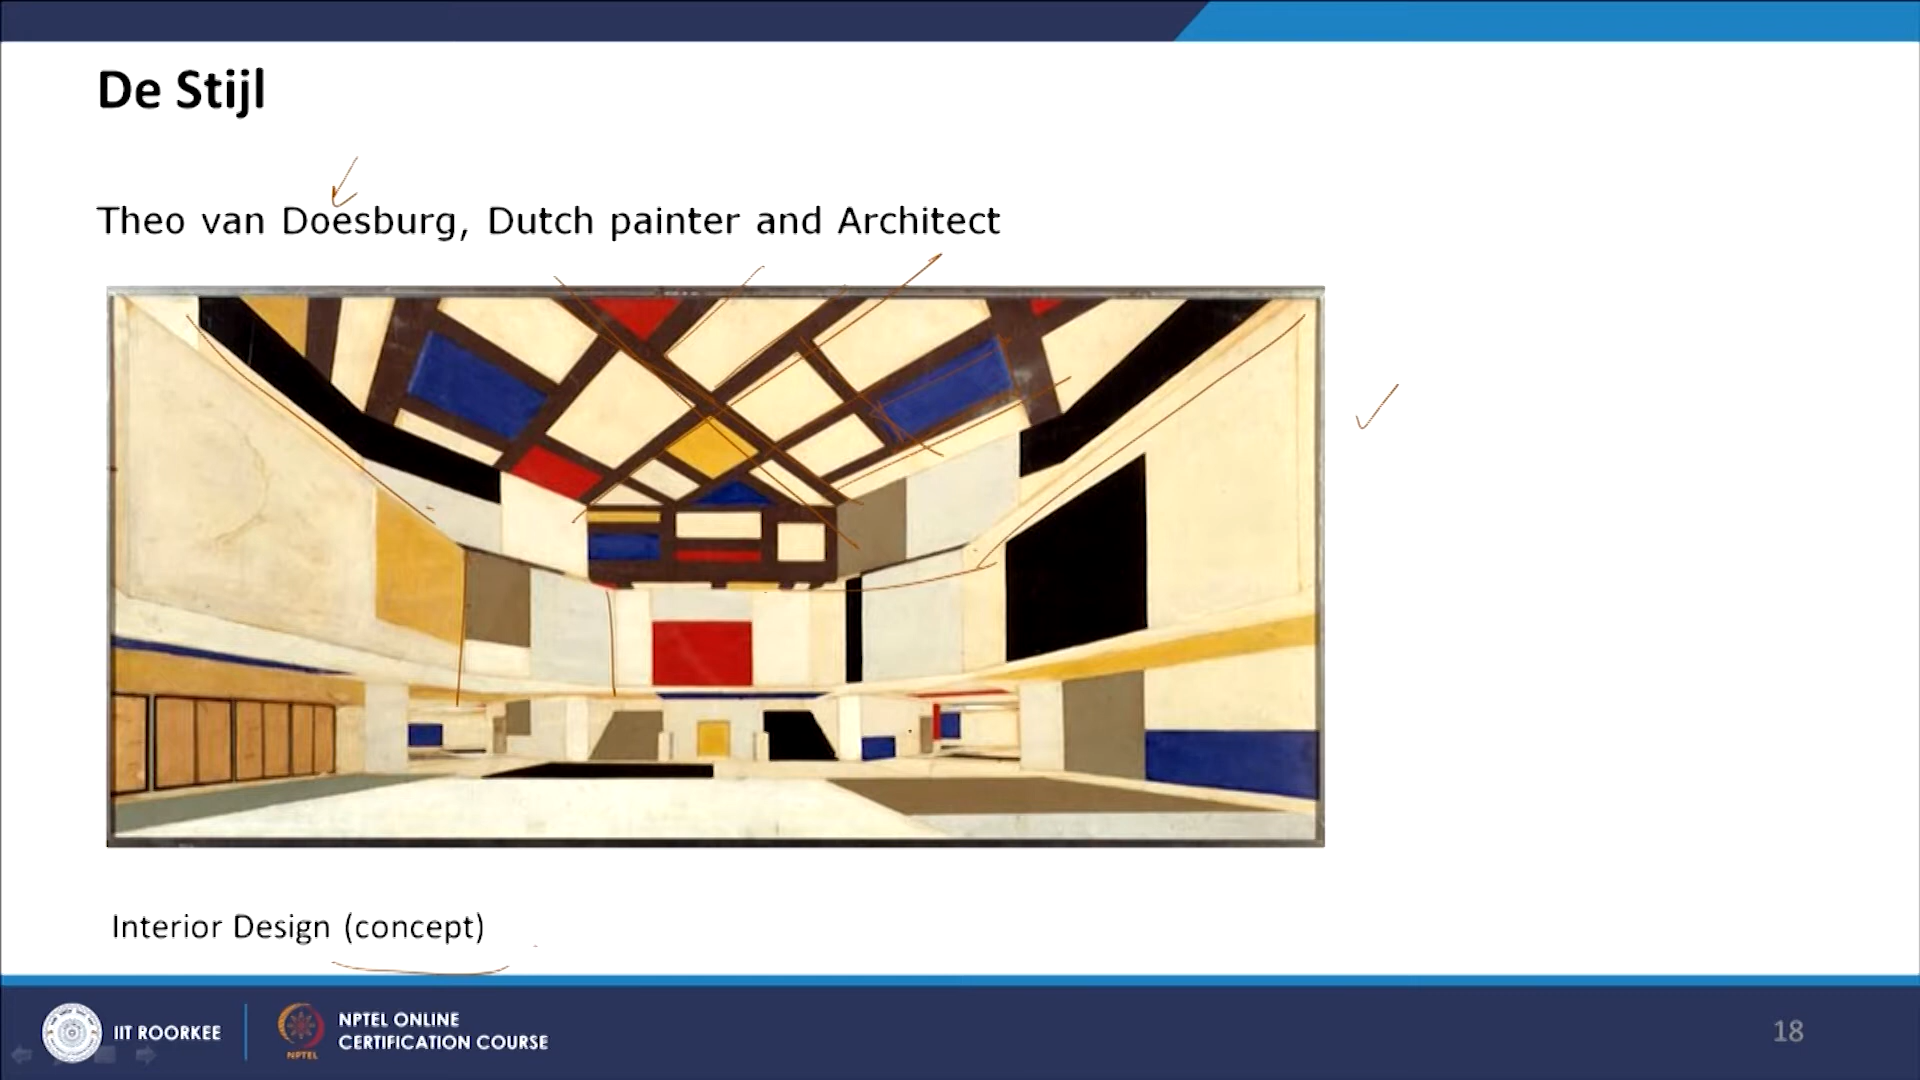 De Stijl
Theo van Doesburg, Dutch painter and Architect
Interior Design (concept)
IIT ROORKEE
NPTEL
NPTEL ONLINE
CERTIFICATION COURSE
18